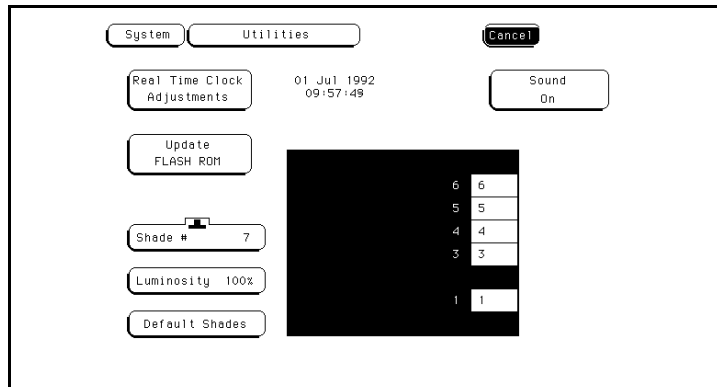 System Utilities Cancel
Real Time Clock
Adjustments
01 Jul 1992
09:57:49
Sound
On
Update
FLASH ROM
6 6
5 5
4 4
3 3
1 1
Shade # 7
Luminosity 100%
Default Shades